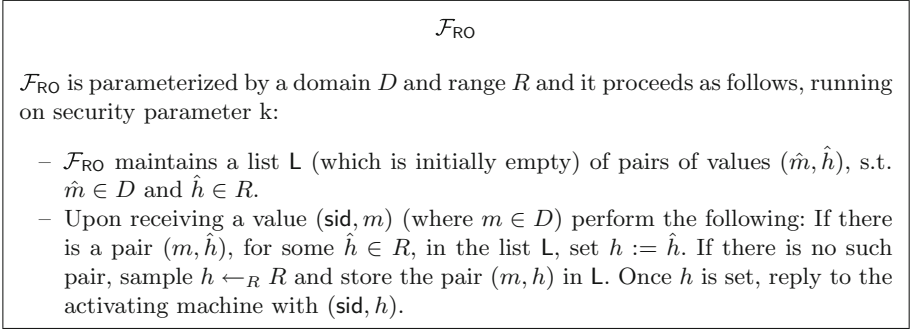 𝓕_RO
𝓕_RO is parameterized by a domain D and range R and it proceeds as follows, running
on security parameter k:
– 𝓕_RO maintains a list L (which is initially empty) of pairs of values (m̂, ĥ), s.t.
m̂ ∈ D and ĥ ∈ R.
– Upon receiving a value (sid, m) (where m ∈ D) perform the following: If there
is a pair (m, ĥ), for some ĥ ∈ R, in the list L, set h := ĥ. If there is no such
pair, sample h ←_R R and store the pair (m, h) in L. Once h is set, reply to the
activating machine with (sid, h).